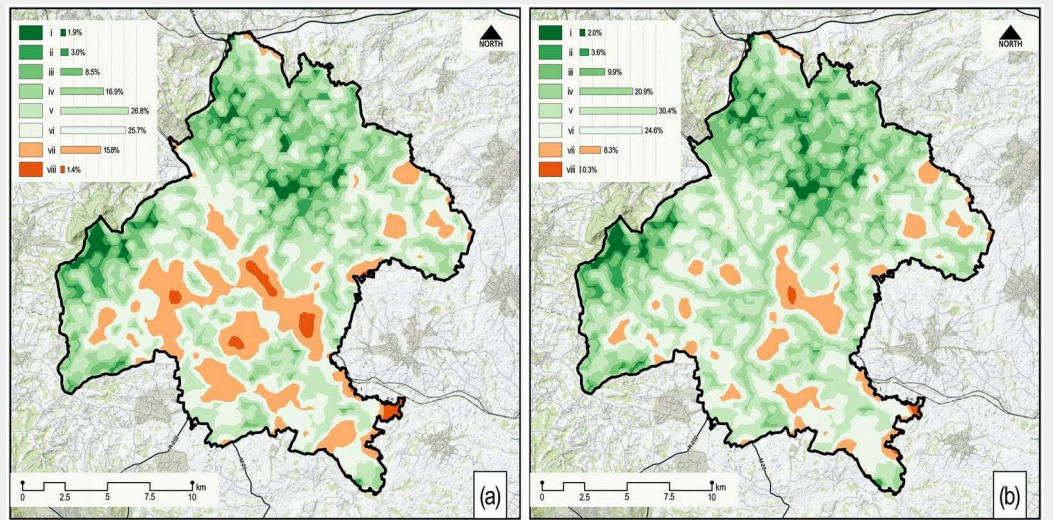 i 1.9%
ii 3.0%
iii 8.5%
iv 16.9%
v 26.8%
vi 25.7%
vii 15.8%
viii 1.4%
NORTH
km
0 2.5 5 7.5 10
(a)
i 2.0%
ii 3.6%
iii 9.9%
iv 20.9%
v 30.4%
vi 24.6%
vii 8.3%
viii 0.3%
NORTH
km
0 2.5 5 7.5 10
(b)